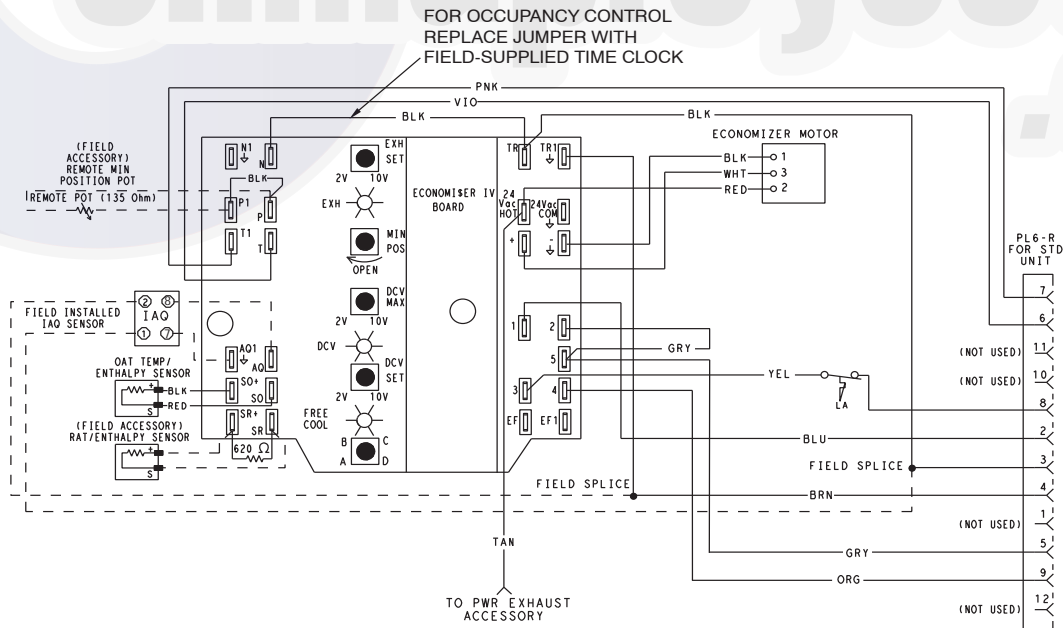 FOR OCCUPANCY CONTROL
REPLACE JUMPER WITH
FIELD-SUPPLIED TIME CLOCK
PNK
VIO
BLK
BLK
(FIELD
ACCESSORY)
REMOTE MIN
POSITION POT
REMOTE POT (135 Ohm)
N1
N
BLK
P1
P
T1
T
EXH
SET
2V 10V
EXH
MIN
POS
OPEN
DCV
MAX
2V 10V
DCV
DCV
SET
2V 10V
FREE
COOL
B C
A D
ECONOMI$ER IV
BOARD
TR
TR1
24
Vac
HOT
24Vac
COM
+
-
1
2
5
3
4
EF
EF1
ECONOMIZER MOTOR
BLK 1
WHT 3
RED 2
FIELD INSTALLED
IAQ SENSOR
2 8
IAQ
1 7
OAT TEMP/
ENTHALPY SENSOR
+
S
BLK
RED
(FIELD ACCESSORY)
RAT/ENTHALPY SENSOR
+
S
AQ1
AQ
SO+
SO
SR+
SR
620 Ω
GRY
YEL
LA
BLU
FIELD SPLICE
FIELD SPLICE
BRN
TAN
GRY
ORG
TO PWR EXHAUST
ACCESSORY
PL6-R
FOR STD
UNIT
7
6
(NOT USED) 11
(NOT USED) 10
8
2
3
4
(NOT USED) 1
5
9
(NOT USED) 12